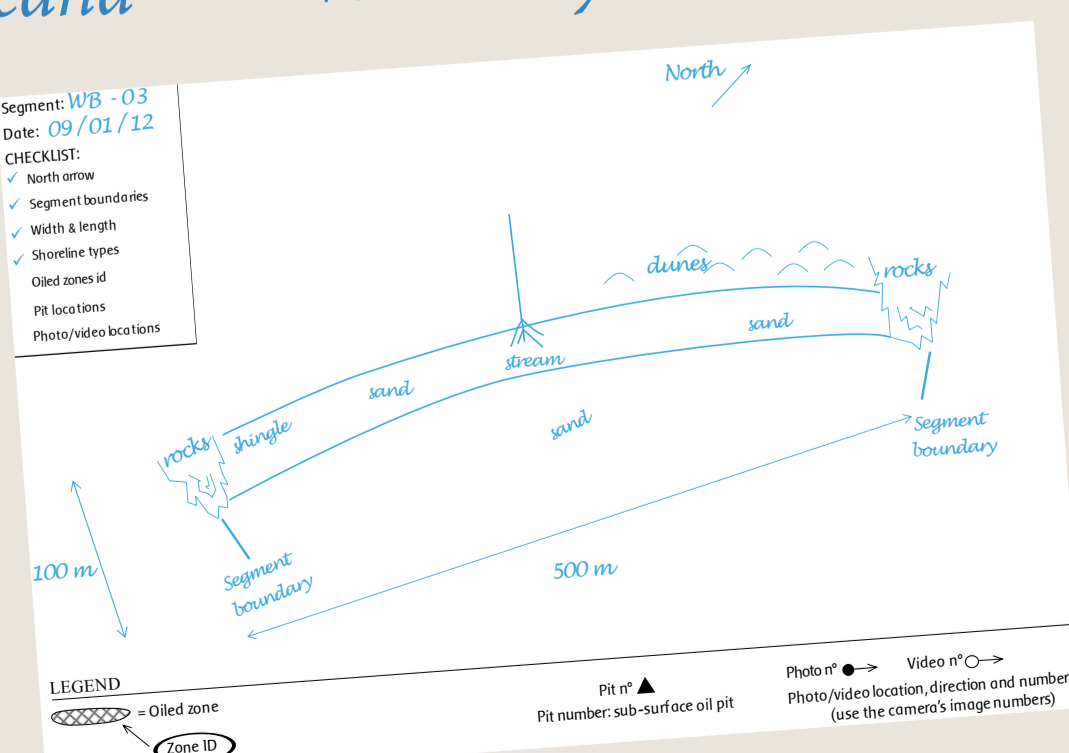 Segment: WB - 03
Date: 09/01/12
CHECKLIST:
✓ North arrow
✓ Segment boundaries
✓ Width & length
✓ Shoreline types
Oiled zones id
Pit locations
Photo/video locations
North
dunes
rocks
sand
stream
sand
shingle
rocks
sand
Segment
boundary
100 m
500 m
Segment
boundary
LEGEND
= Oiled zone
Zone ID
Pit n°
Pit number: sub-surface oil pit
Photo n° Video n°
Photo/video location, direction and number
(use the camera's image numbers)